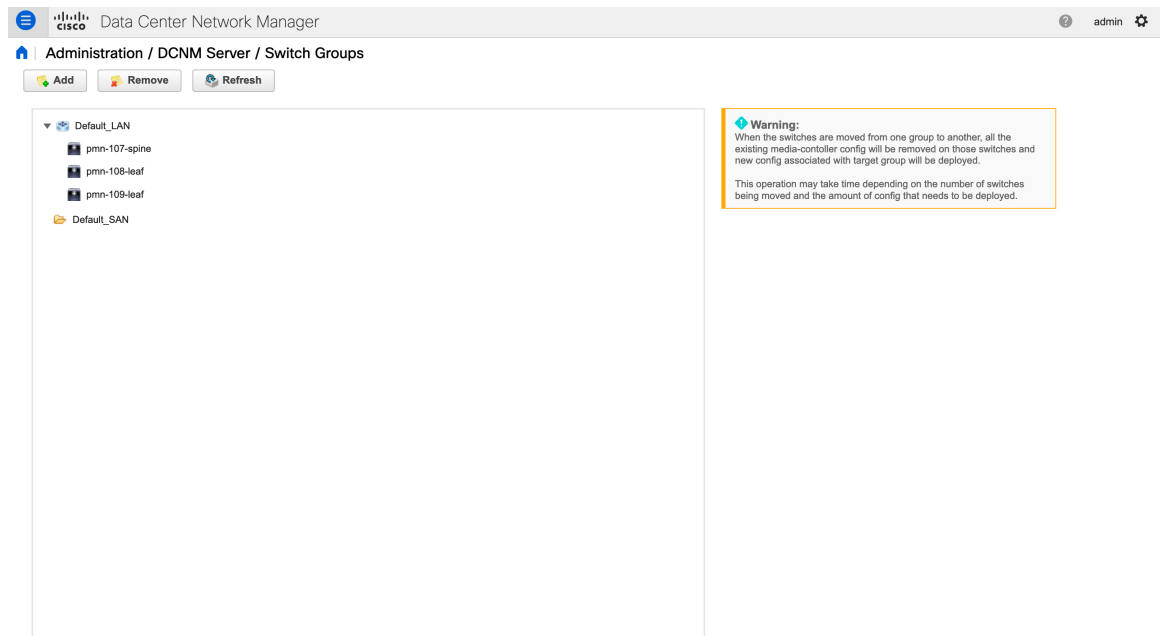 cisco Data Center Network Manager
admin
Administration / DCNM Server / Switch Groups
Add Remove Refresh
Default_LAN
pmn-107-spine
pmn-108-leaf
pmn-109-leaf
Default_SAN
Warning:
When the switches are moved from one group to another, all the
existing media-contoller config will be removed on those switches and
new config associated with target group will be deployed.
This operation may take time depending on the number of switches
being moved and the amount of config that needs to be deployed.